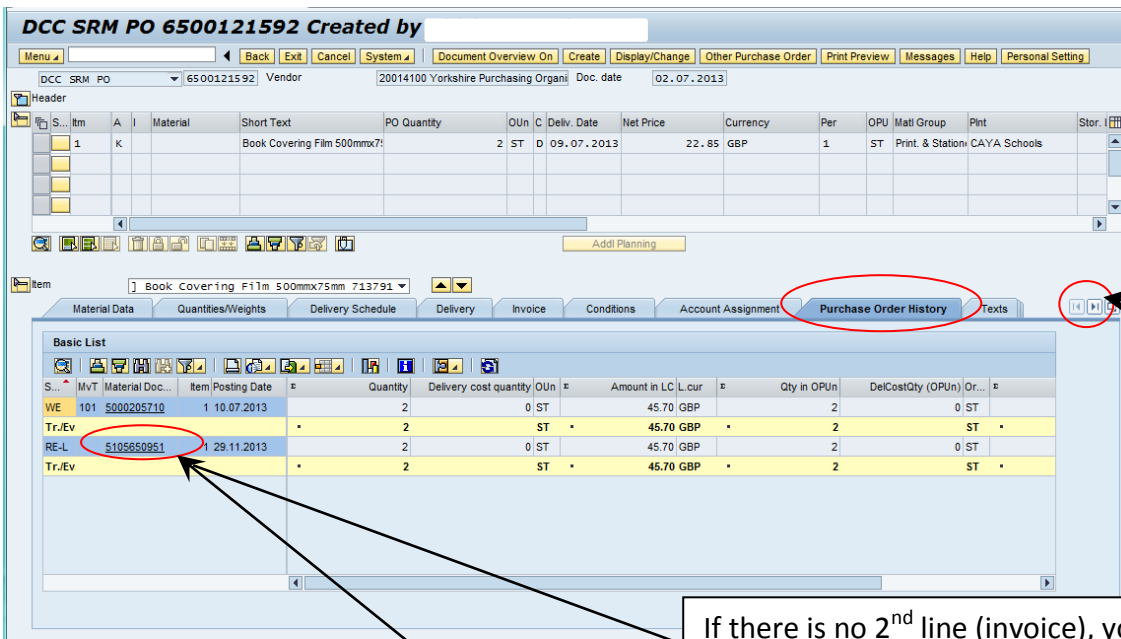 DCC SRM PO 6500121592 Created by
Menu Back Exit Cancel System Document Overview On Create Display/Change Other Purchase Order Print Preview Messages Help Personal Setting
DCC SRM PO 6500121592 Vendor 20014100 Yorkshire Purchasing Organi Doc. date 02.07.2013
Header
S... Itm A I Material Short Text PO Quantity OUn C Deliv. Date Net Price Currency Per OPU Matl Group Plnt Stor. l
1 K Book Covering Film 500mmx7! 2 ST D 09.07.2013 22.85 GBP 1 ST Print. & Station CAYA Schools
Addl Planning
Item ] Book Covering Film 500mmx75mm 713791
Material Data Quantities/Weights Delivery Schedule Delivery Invoice Conditions Account Assignment Purchase Order History Texts
Basic List
S... MvT Material Doc... Item Posting Date Σ Quantity Delivery cost quantity OUn Σ Amount in LC L.cur Σ Qty in OPUn DelCostQty (OPUn) Or... Σ
WE 101 5000205710 1 10.07.2013 2 0 ST 45.70 GBP 2 0 ST
Tr./Ev ▪ 2 ST ▪ 45.70 GBP ▪ 2 ST ▪
RE-L 5105650951 1 29.11.2013 2 0 ST 45.70 GBP 2 0 ST
Tr./Ev ▪ 2 ST ▪ 45.70 GBP ▪ 2 ST ▪
If there is no 2nd line (invoice), yo